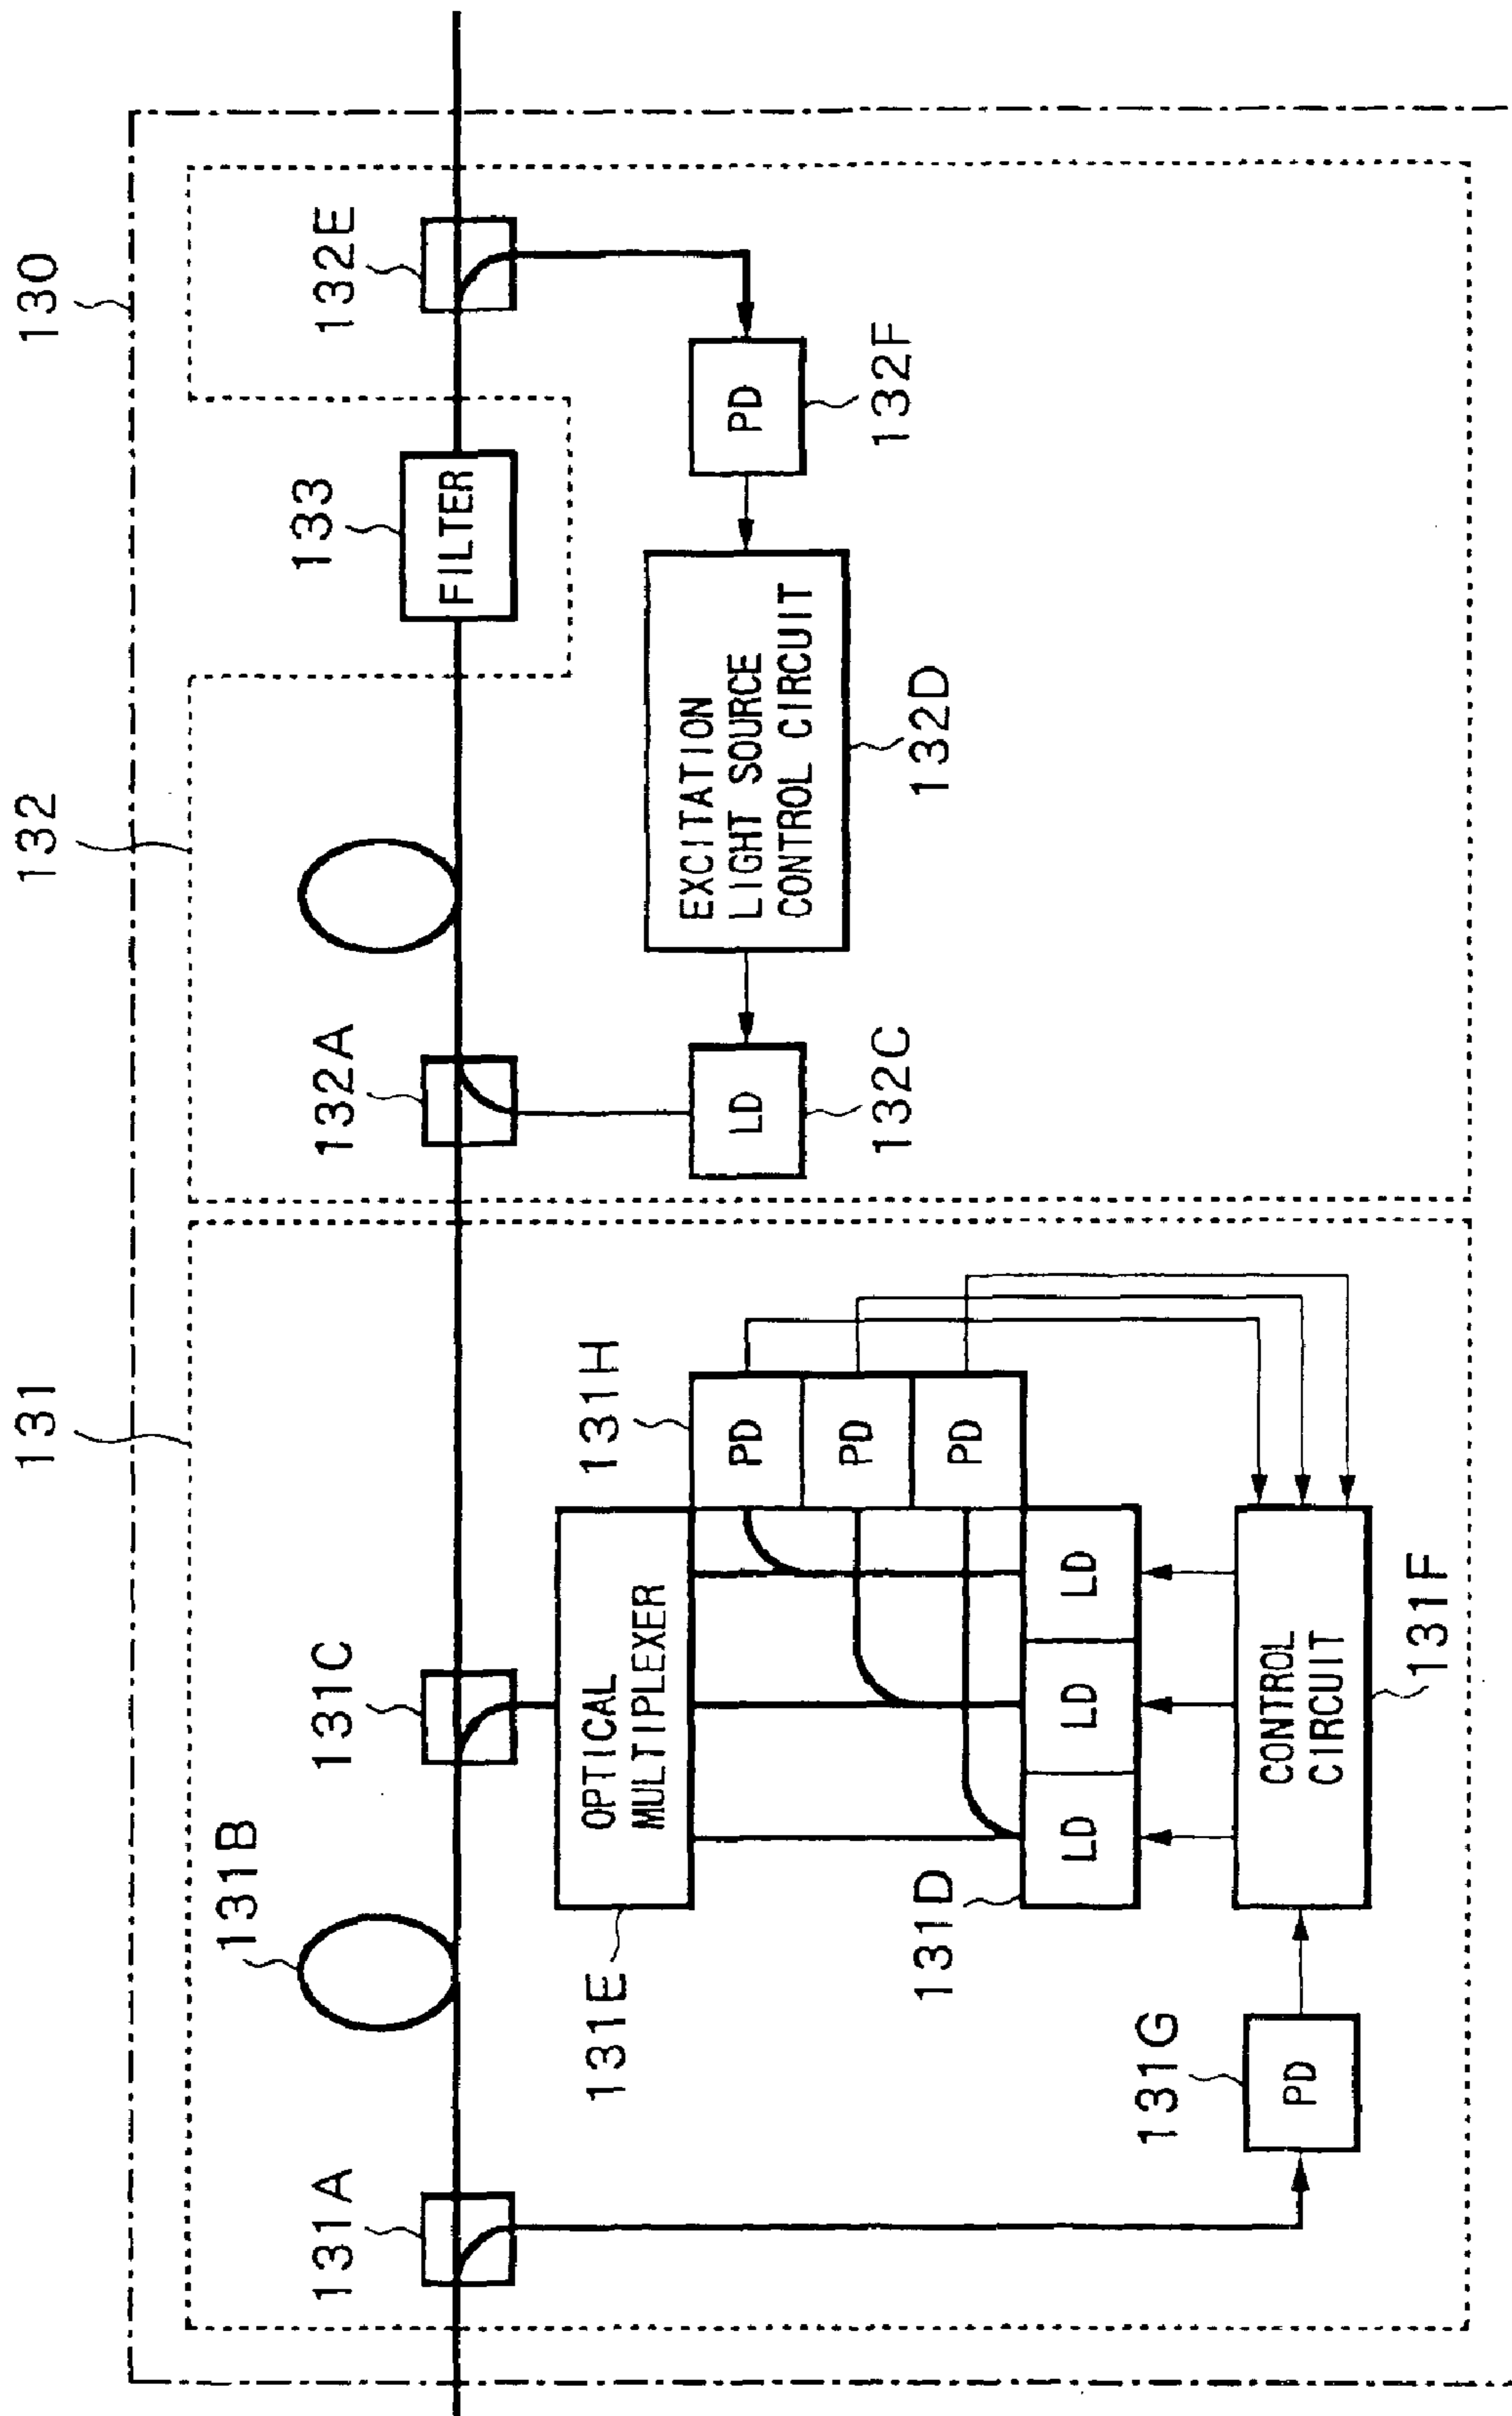 130
131
132
131A
131B
131C
132A
133
132E
FILTER
131E
OPTICAL
MULTIPLEXER
131H
PD
PD
PD
131D
LD
LD
LD
131G
PD
CONTROL
CIRCUIT
131F
LD
132C
EXCITATION
LIGHT SOURCE
CONTROL CIRCUIT
132D
PD
132F